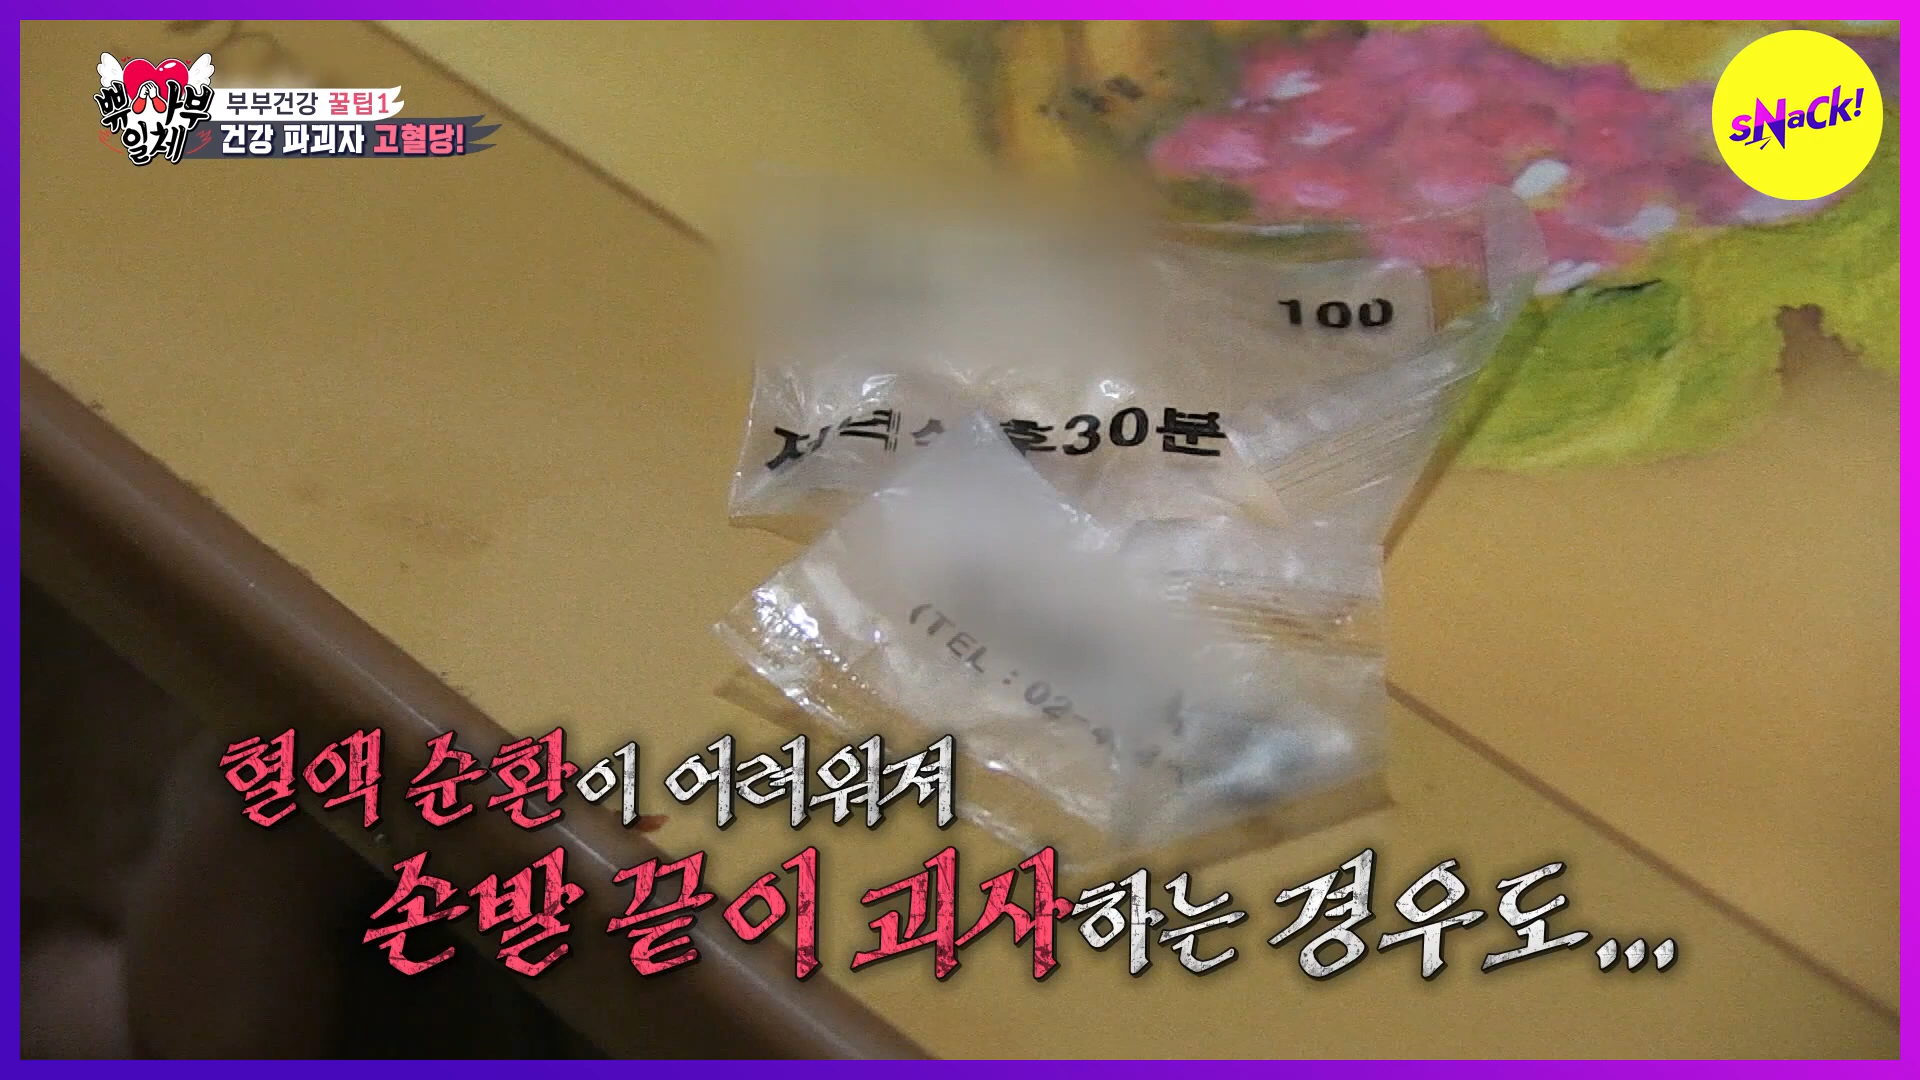 쀼사부일체
부부건강 꿀팁1
건강 파괴자 고혈당!
sNaCK!
100
30분
(TEL : 02-4
혈액 순환이 어려워져
손발 끝이 괴사하는 경우도...